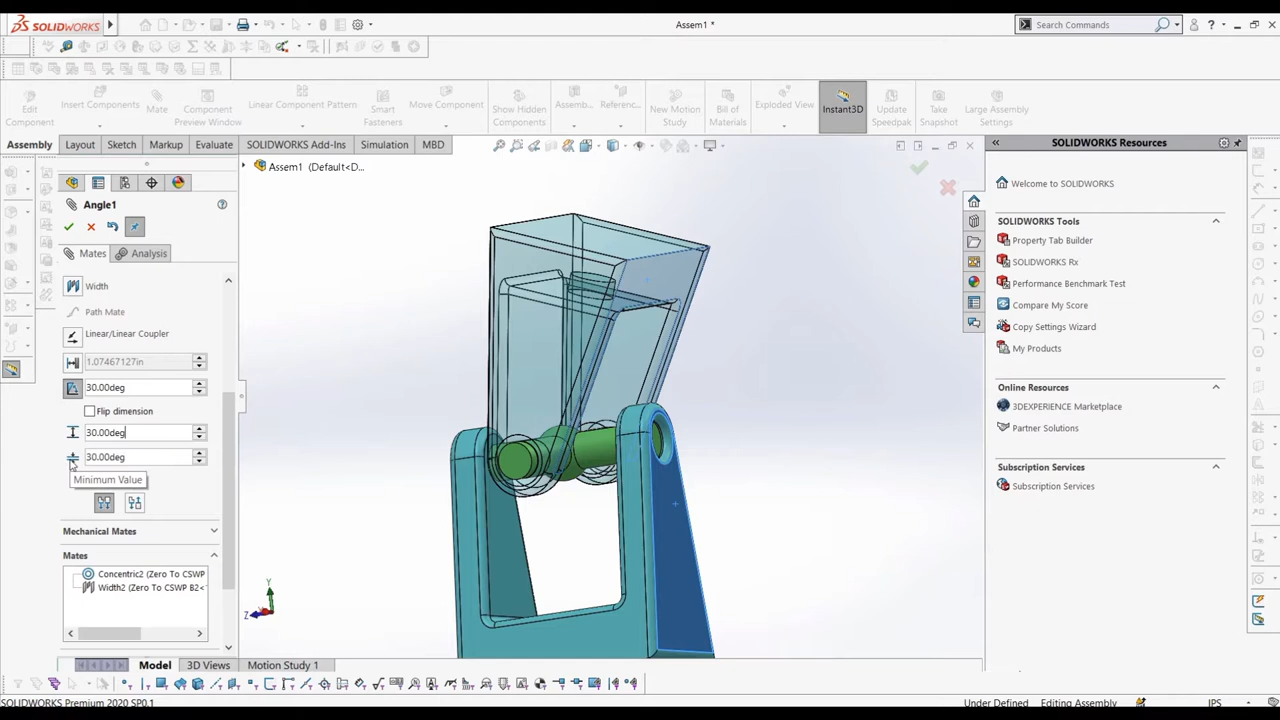 SOLIDWORKS
Assem1 *
Search Commands
Edit Component
Insert Components
Mate
Component Preview Window
Linear Component Pattern
Smart Fasteners
Move Component
Show Hidden Components
Assemb...
Referenc...
New Motion Study
Bill of Materials
Exploded View
Instant3D
Update Speedpak
Take Snapshot
Large Assembly Settings
Assembly
Layout
Sketch
Markup
Evaluate
SOLIDWORKS Add-Ins
Simulation
MBD
SOLIDWORKS Resources
Assem1 (Default<D...
Angle1
Mates
Analysis
Width
Path Mate
Linear/Linear Coupler
1.07467127in
30.00deg
Flip dimension
30.00deg
30.00deg
Minimum Value
Mechanical Mates
Mates
Concentric2 (Zero To CSWP
Width2 (Zero To CSWP B2<
Y
Z
Welcome to SOLIDWORKS
SOLIDWORKS Tools
Property Tab Builder
SOLIDWORKS Rx
Performance Benchmark Test
Compare My Score
Copy Settings Wizard
My Products
Online Resources
3DEXPERIENCE Marketplace
Partner Solutions
Subscription Services
Subscription Services
Model
3D Views
Motion Study 1
SOLIDWORKS Premium 2020 SP0.1
Under Defined
Editing Assembly
IPS